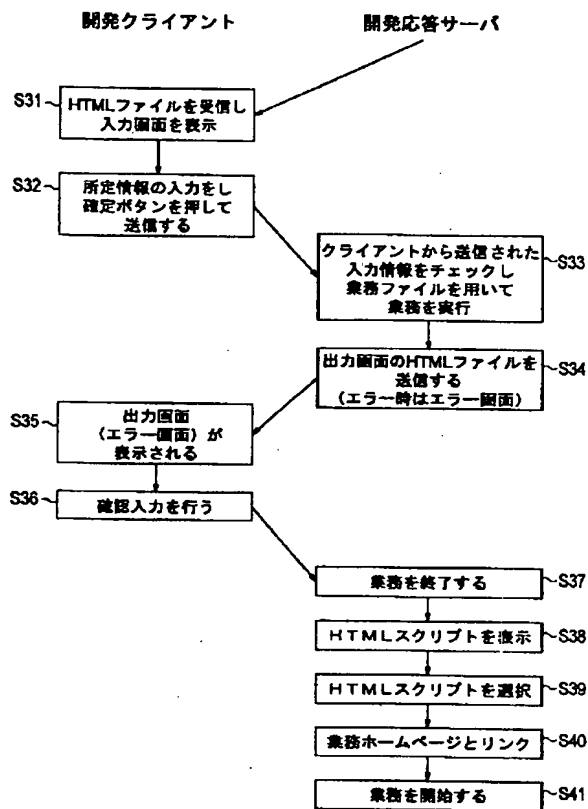 開発クライアント
開発応答サーバ
S31
HTMLファイルを受信し
入力画面を表示
S32
所定情報の入力をし
確定ボタンを押して
送信する
クライアントから送信された
入力情報をチェックし
業務ファイルを用いて
業務を実行
S33
出力画面のHTMLファイルを
送信する
(エラー時はエラー画面)
S34
S35
出力画面
(エラー画面)が
表示される
S36
確認入力を行う
業務を終了する
S37
HTMLスクリプトを表示
S38
HTMLスクリプトを選択
S39
業務ホームページとリンク
S40
業務を開始する
S41